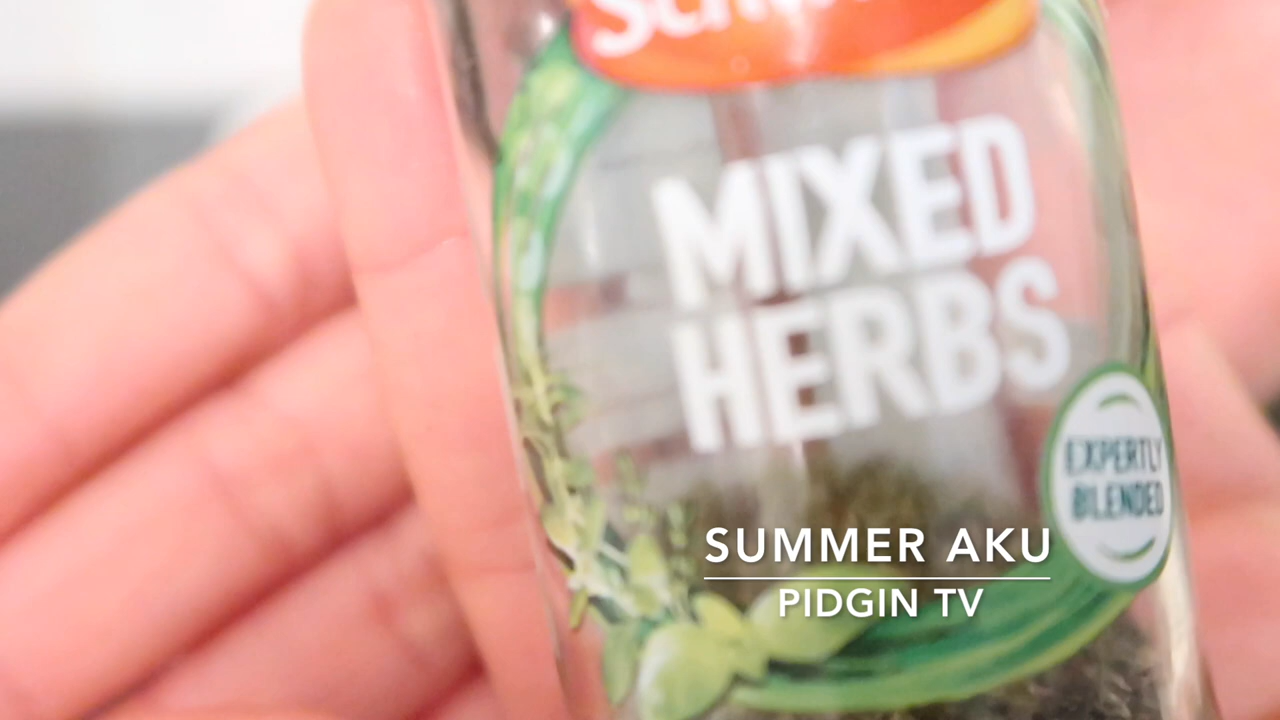 MIXED
HERBS
EXPERTLY
BLENDED
SUMMER AKU
PIDGIN TV